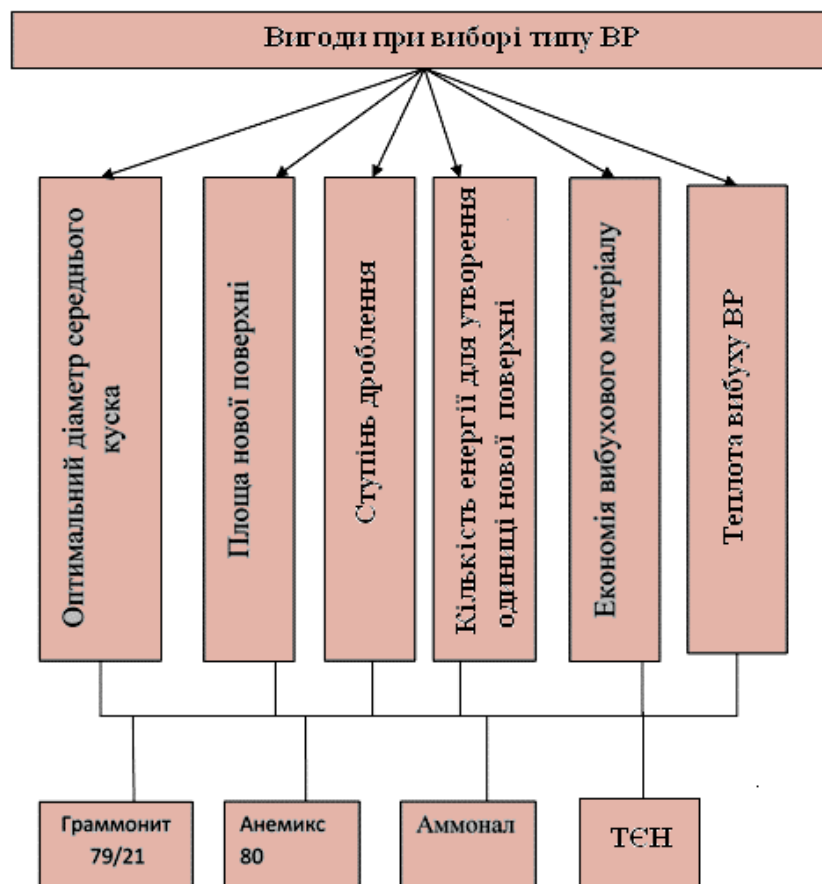 Вигоди при виборі типу ВР
Оптимальний діаметр середнього
куска
Площа нової поверхні
Ступінь дроблення
Кількість енергії для утворення
одиниці нової поверхні
Економія вибухового матеріалу
Теплота вибуху ВР
Граммонит
79/21
Анемикс
80
Аммонал
ТЄН